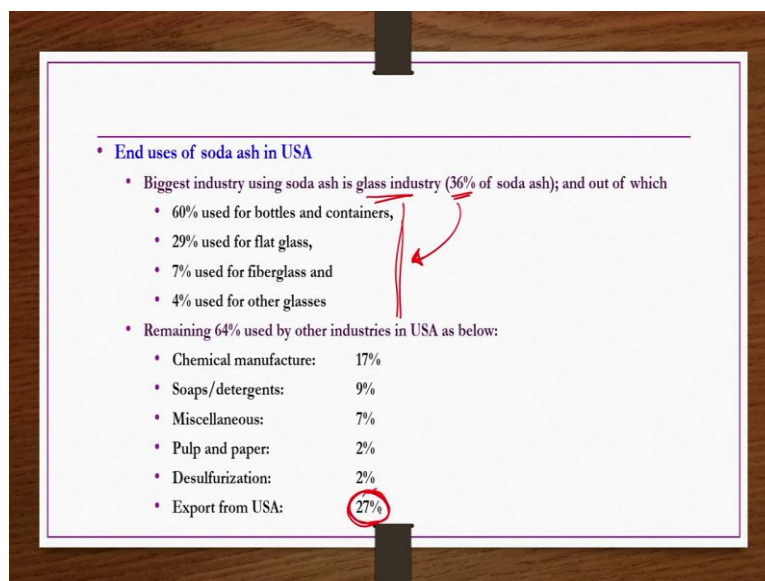 • End uses of soda ash in USA
• Biggest industry using soda ash is glass industry (36% of soda ash); and out of which
• 60% used for bottles and containers,
• 29% used for flat glass,
• 7% used for fiberglass and
• 4% used for other glasses
• Remaining 64% used by other industries in USA as below:
• Chemical manufacture: 17%
• Soaps/detergents: 9%
• Miscellaneous: 7%
• Pulp and paper: 2%
• Desulfurization: 2%
• Export from USA: 27%